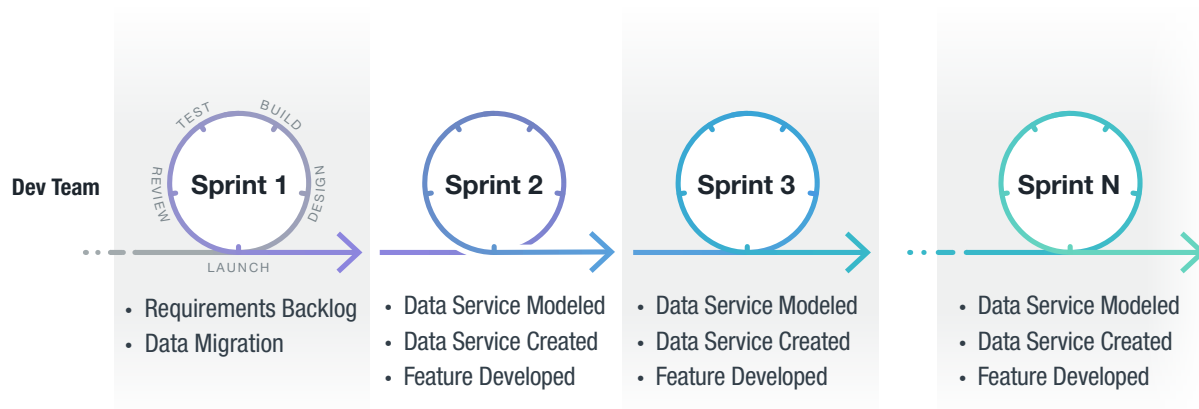 Dev Team
TEST
BUILD
REVIEW
DESIGN
LAUNCH
Sprint 1
• Requirements Backlog
• Data Migration
Sprint 2
• Data Service Modeled
• Data Service Created
• Feature Developed
Sprint 3
• Data Service Modeled
• Data Service Created
• Feature Developed
Sprint N
• Data Service Modeled
• Data Service Created
• Feature Developed